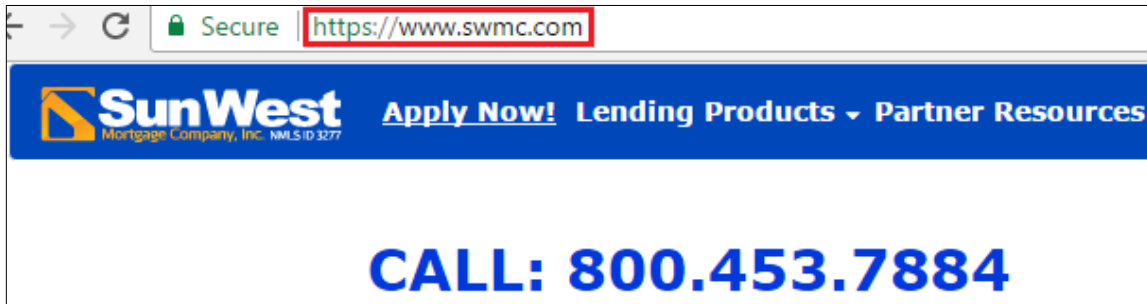 Secure https://www.swmc.com
SunWest Apply Now! Lending Products Partner Resources
Mortgage Company, Inc. NMLS ID 3277
CALL: 800.453.7884